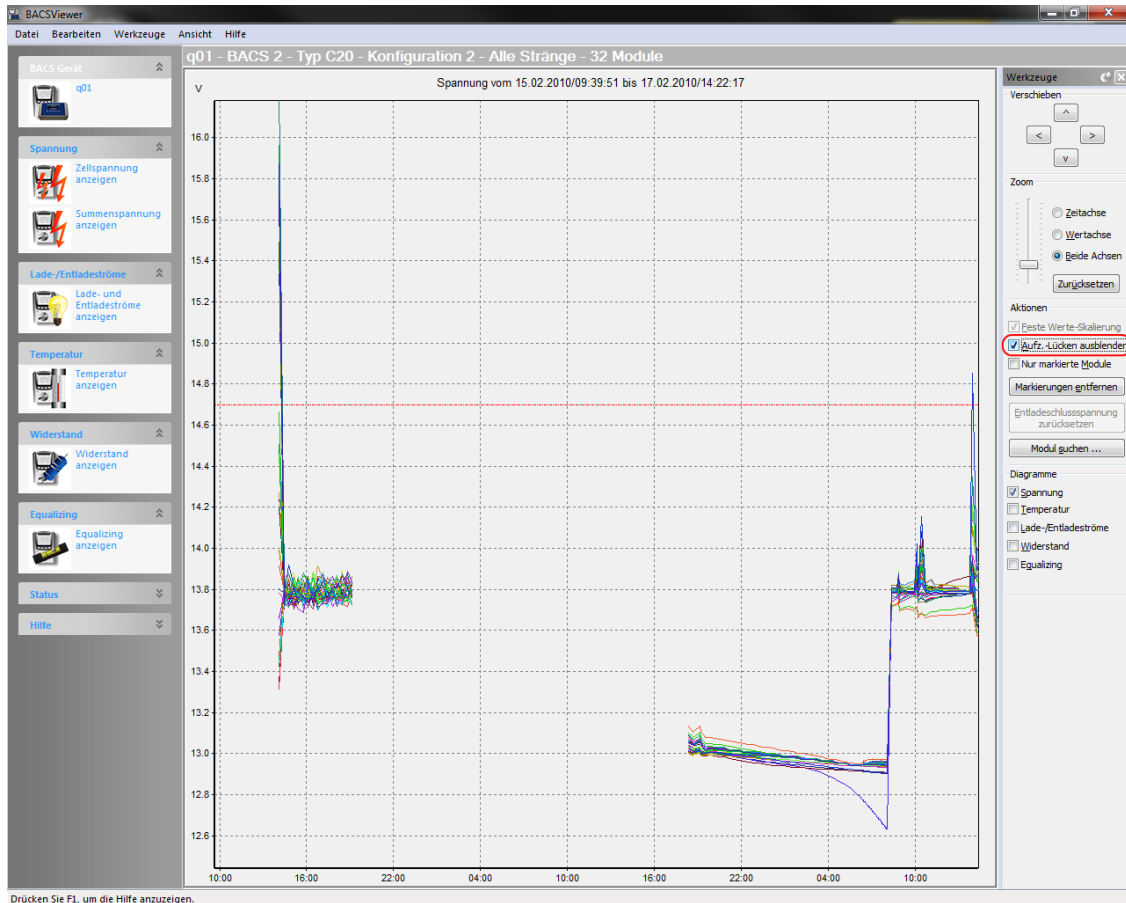 BACSViewer
Datei Bearbeiten Werkzeuge Ansicht Hilfe
q01 - BACS 2 - Typ C20 - Konfiguration 2 - Alle Stränge - 32 Module
BACS Gerät
q01
Spannung
Zellspannung
anzeigen
Summenspannung
anzeigen
Lade-/Entladeströme
Lade- und
Entladeströme
anzeigen
Temperatur
Temperatur
anzeigen
Widerstand
Widerstand
anzeigen
Equalizing
Equalizing
anzeigen
Status
Hilfe
Spannung vom 15.02.2010/09:39:51 bis 17.02.2010/14:22:17
V
16.0
15.8
15.6
15.4
15.2
15.0
14.8
14.6
14.4
14.2
14.0
13.8
13.6
13.4
13.2
13.0
12.8
12.6
10:00 16:00 22:00 04:00 10:00 16:00 22:00 04:00 10:00
Werkzeuge
Verschieben
^
< >
v
Zoom
Zeitachse
Wertachse
Beide Achsen
Zurücksetzen
Aktionen
Feste Werte-Skalierung
Aufz.-Lücken ausblenden
Nur markierte Module
Markierungen entfernen
Entladeschlussspannung
zurücksetzen
Modul suchen ...
Diagramme
Spannung
Temperatur
Lade-/Entladeströme
Widerstand
Equalizing
Drücken Sie F1, um die Hilfe anzuzeigen.